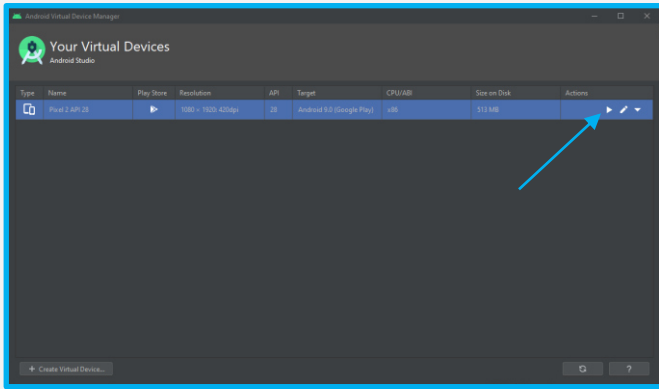 Android Virtual Device Manager
Your Virtual Devices
Android Studio
Type Name Play Store Resolution API Target CPU/ABI Size on Disk Actions
Pixel 2 API 28 1080 × 1920: 420dpi 28 Android 9.0 (Google Play) x86 513 MB
+ Create Virtual Device...
?